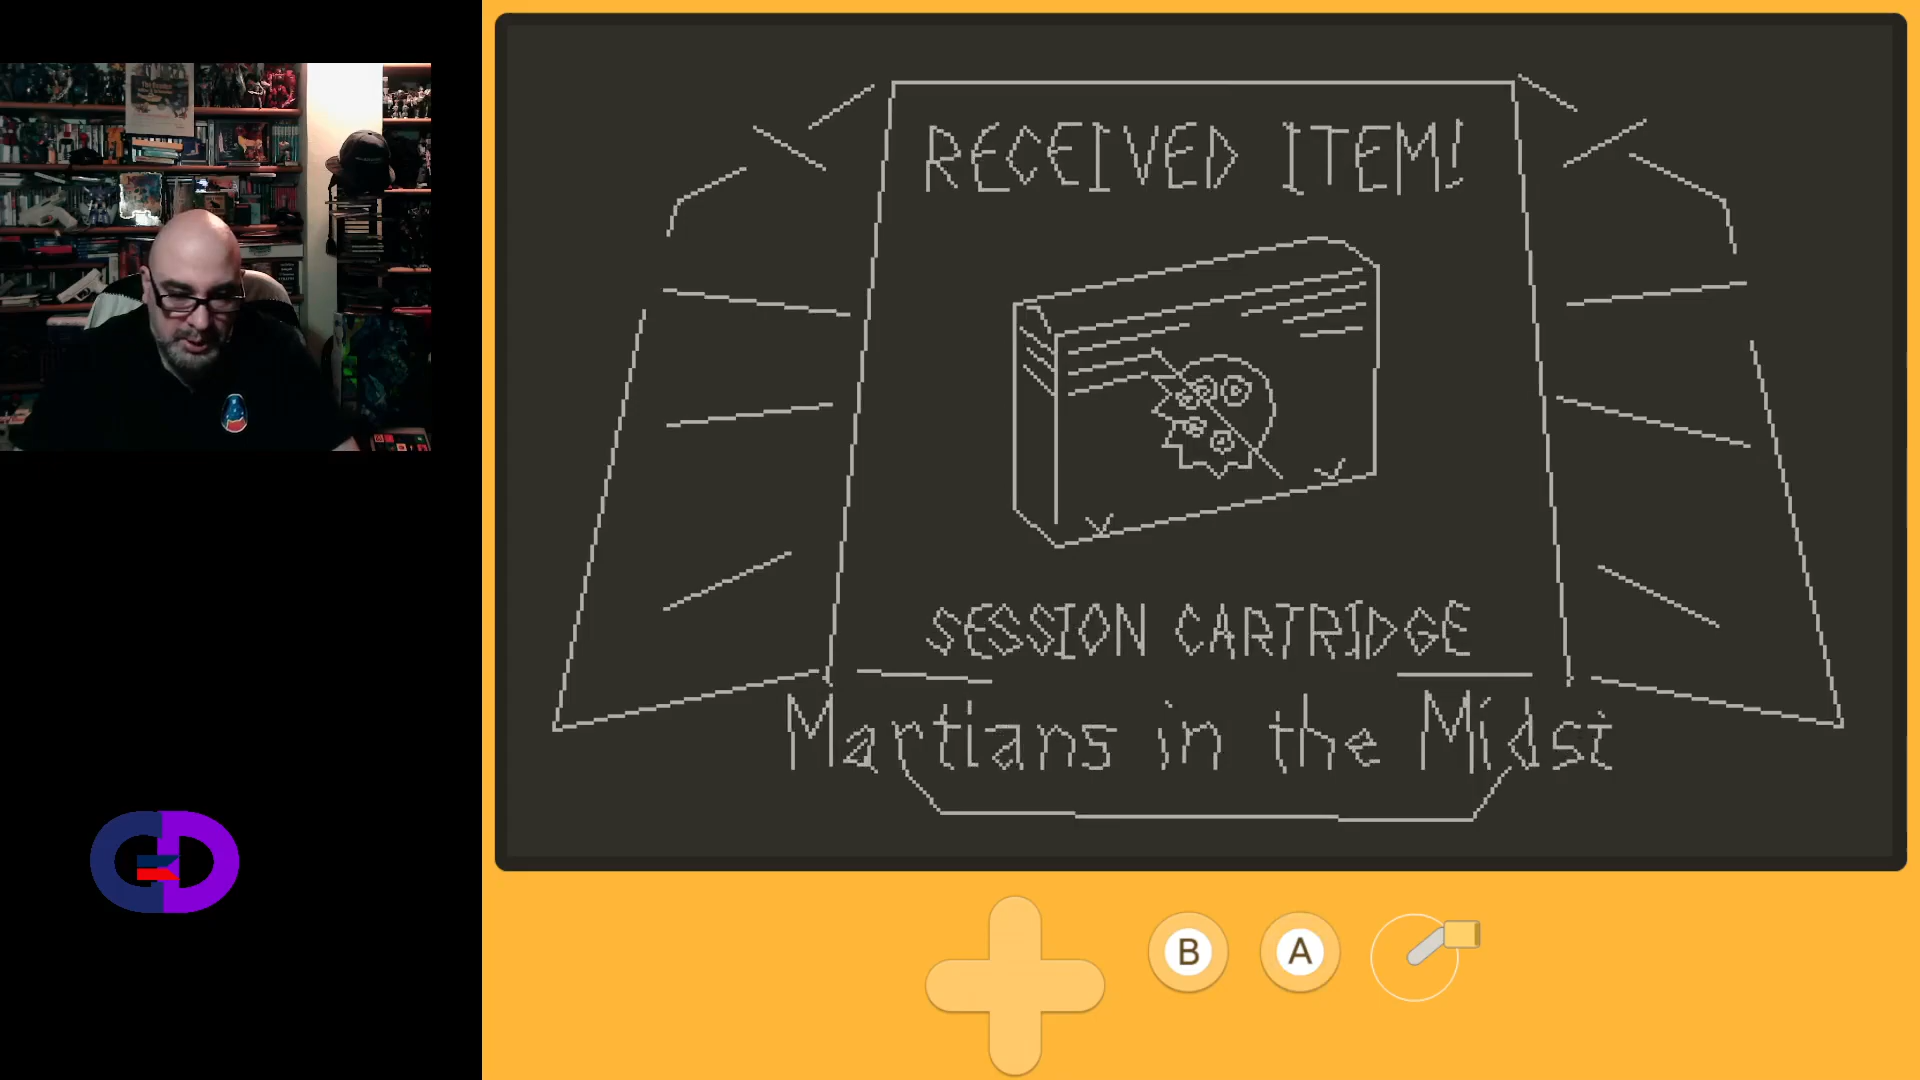 RECEIVED ITEM!
SESSION CARTRIDGE
Martians in the Midst
B A